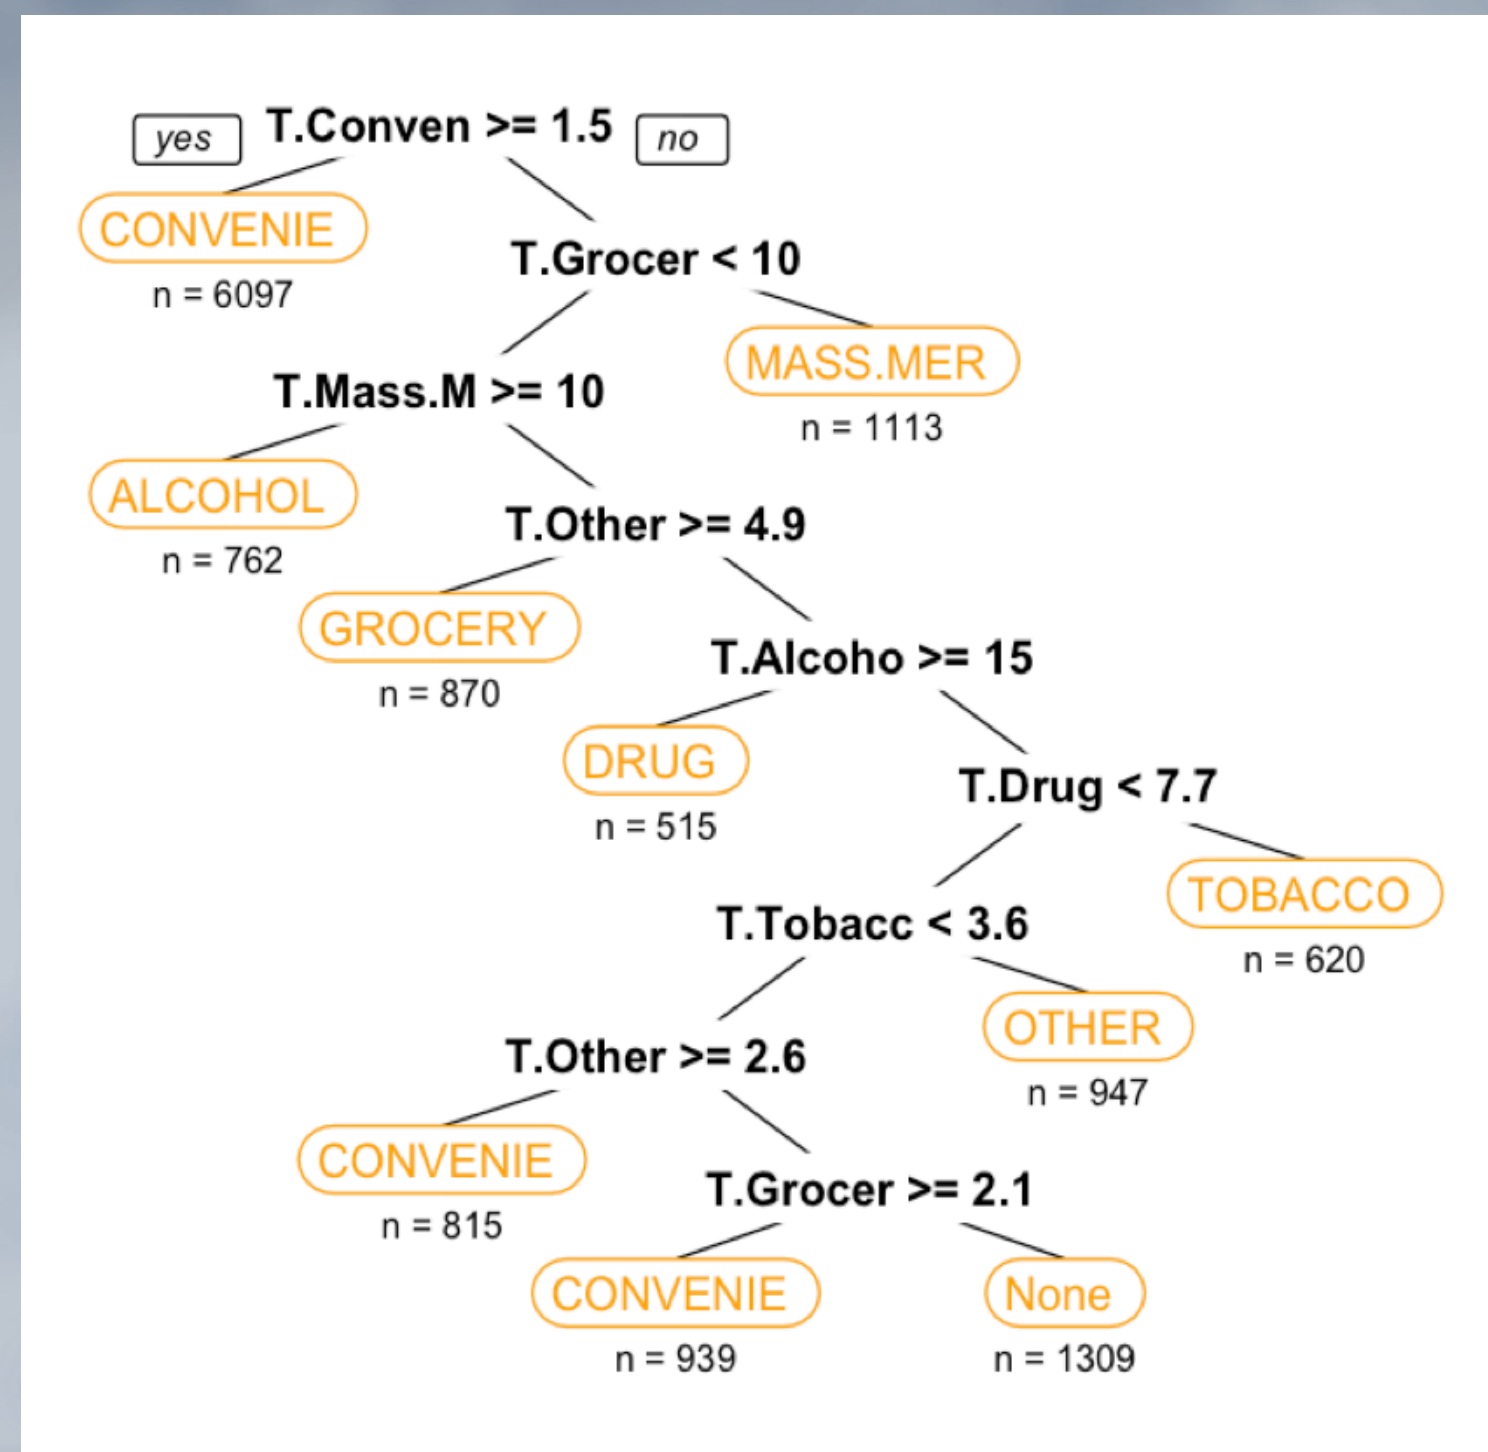 yes T.Conven >= 1.5 no
CONVENIE
n = 6097
T.Grocer < 10
MASS.MER
n = 1113
T.Mass.M >= 10
ALCOHOL
n = 762
T.Other >= 4.9
GROCERY
n = 870
T.Alcoho >= 15
DRUG
n = 515
T.Drug < 7.7
TOBACCO
n = 620
T.Tobacc < 3.6
OTHER
n = 947
T.Other >= 2.6
CONVENIE
n = 815
T.Grocer >= 2.1
CONVENIE
n = 939
None
n = 1309